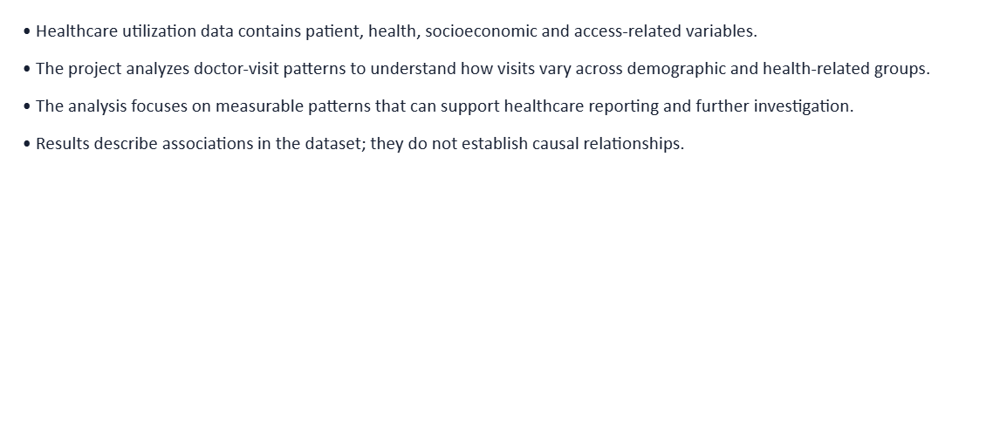 • Healthcare utilization data contains patient, health, socioeconomic and access-related variables.
• The project analyzes doctor-visit patterns to understand how visits vary across demographic and health-related groups.
• The analysis focuses on measurable patterns that can support healthcare reporting and further investigation.
• Results describe associations in the dataset; they do not establish causal relationships.